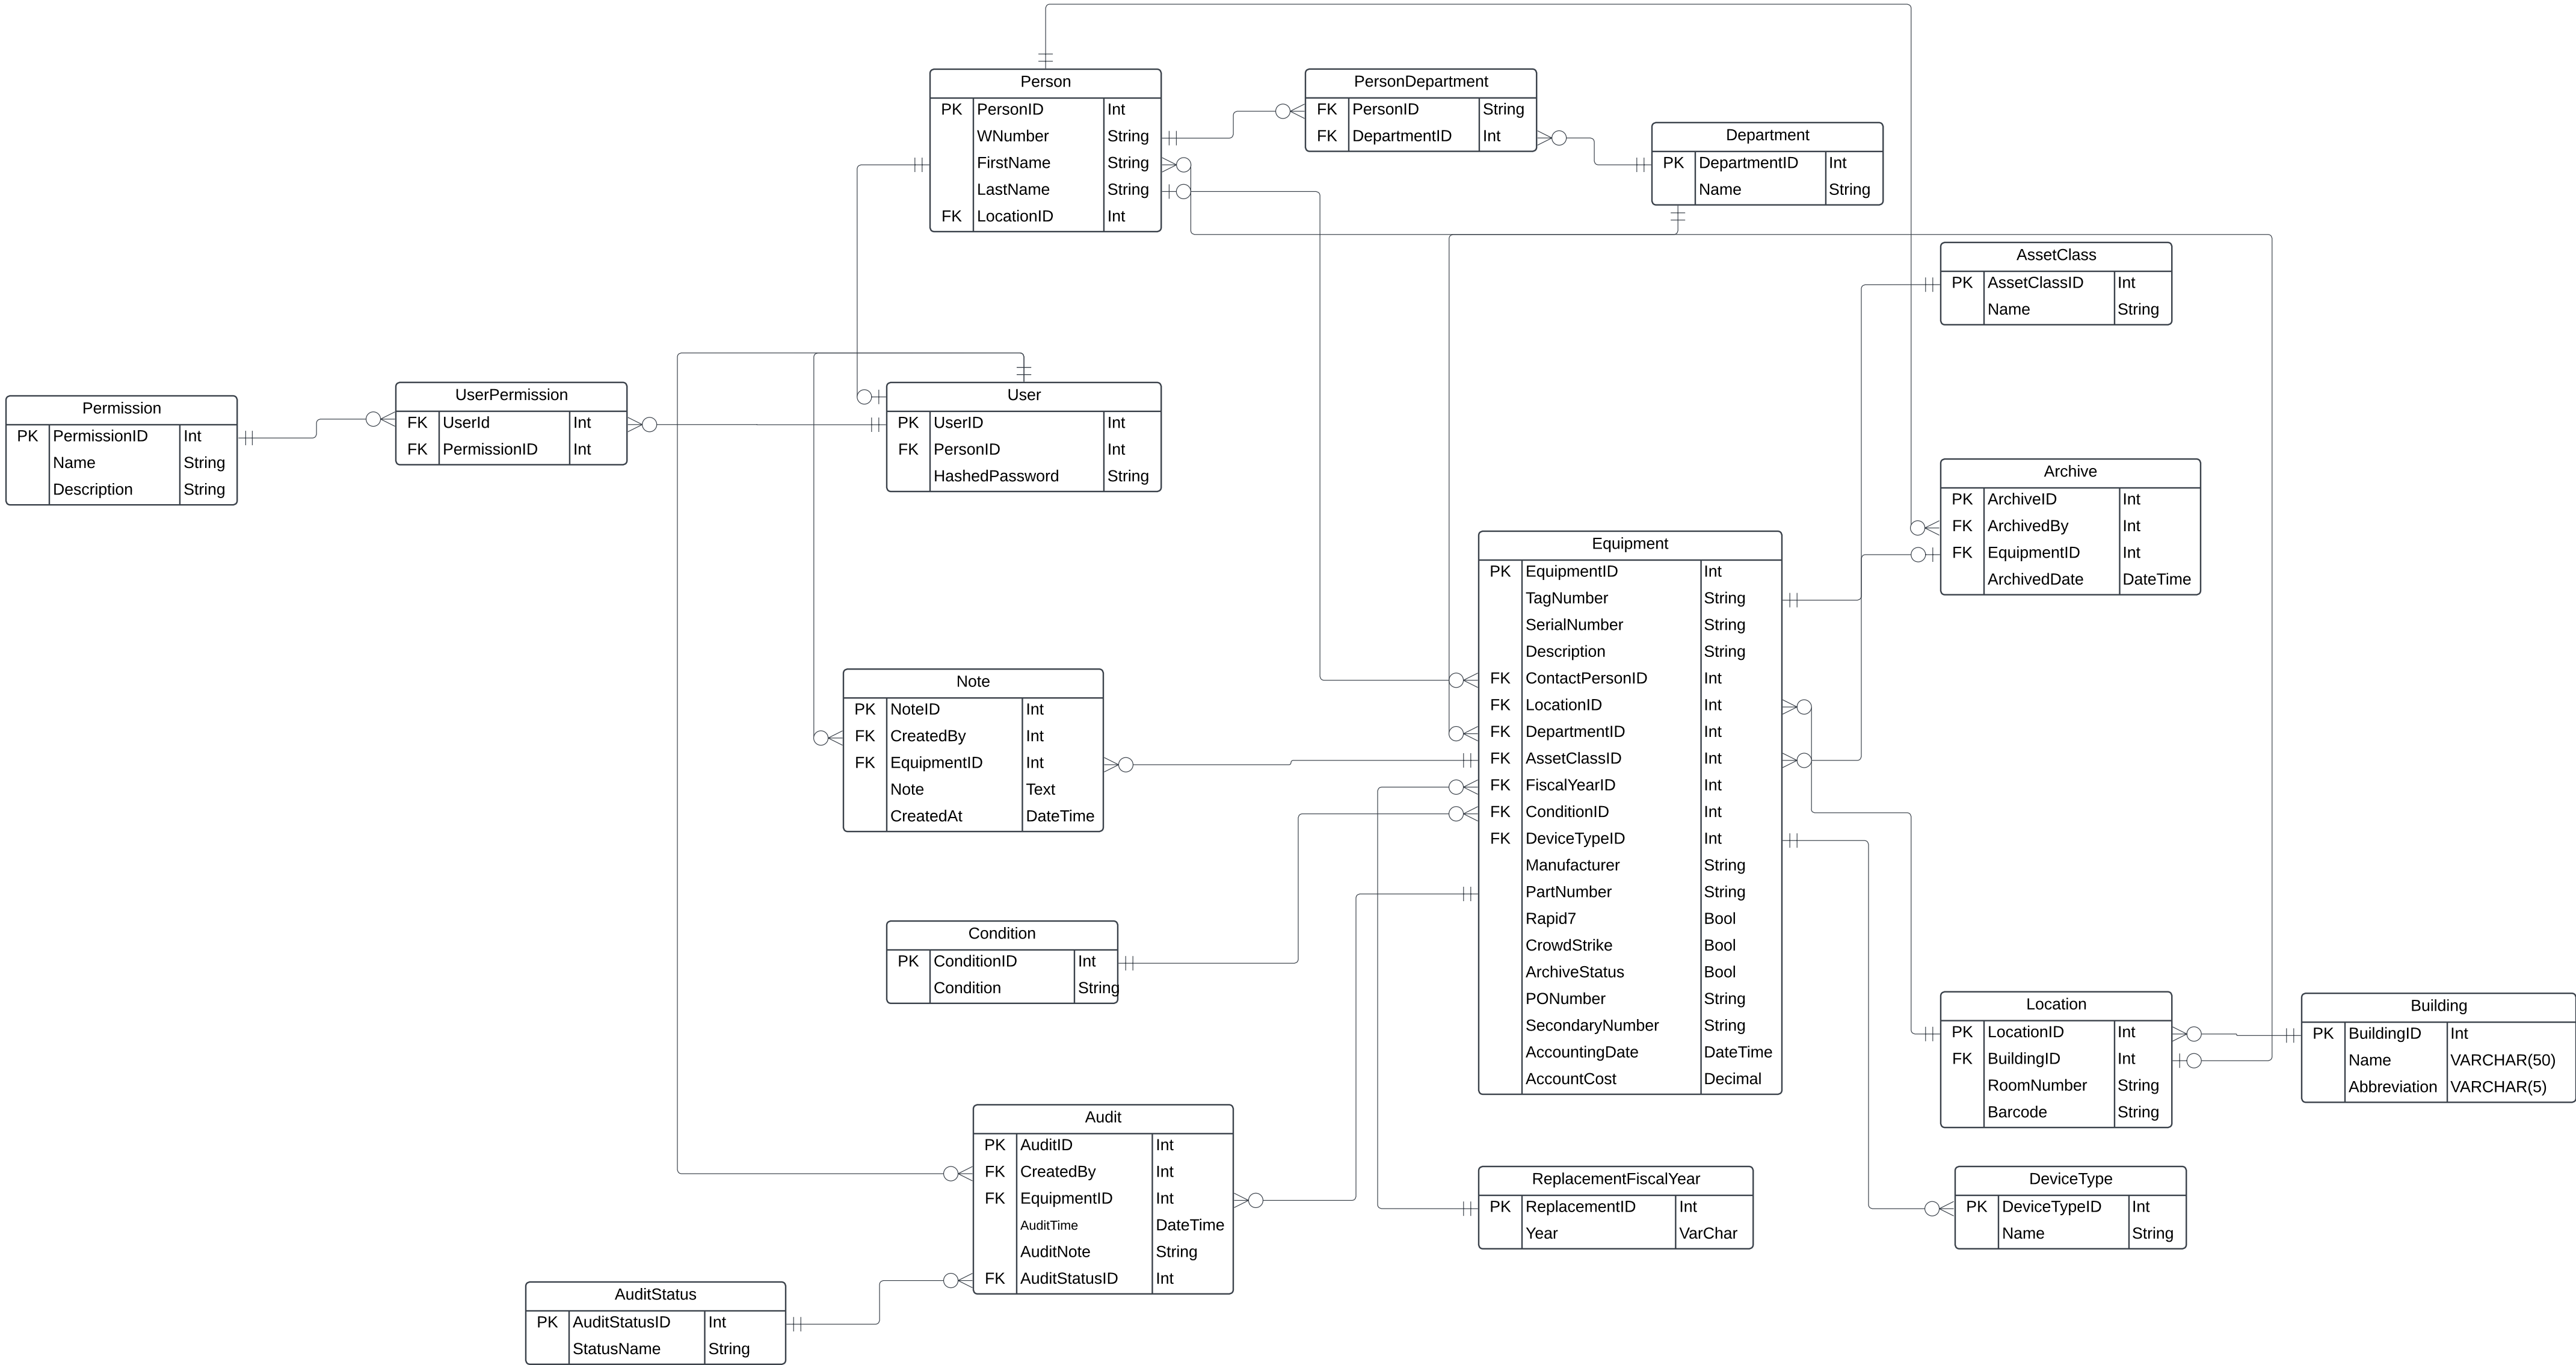 Person
PK PersonID Int
WNumber String
FirstName String
LastName String
FK LocationID Int
PersonDepartment
FK PersonID String
FK DepartmentID Int
Department
PK DepartmentID Int
Name String
AssetClass
PK AssetClassID Int
Name String
Permission
PK PermissionID Int
Name String
Description String
UserPermission
FK UserId Int
FK PermissionID Int
User
PK UserID Int
FK PersonID Int
HashedPassword String
Archive
PK ArchiveID Int
FK ArchivedBy Int
FK EquipmentID Int
ArchivedDate DateTime
Equipment
PK EquipmentID Int
TagNumber String
SerialNumber String
Description String
FK ContactPersonID Int
FK LocationID Int
FK DepartmentID Int
FK AssetClassID Int
FK FiscalYearID Int
FK ConditionID Int
FK DeviceTypeID Int
Manufacturer String
PartNumber String
Rapid7 Bool
CrowdStrike Bool
ArchiveStatus Bool
PONumber String
SecondaryNumber String
AccountingDate DateTime
AccountCost Decimal
Note
PK NoteID Int
FK CreatedBy Int
FK EquipmentID Int
Note Text
CreatedAt DateTime
Condition
PK ConditionID Int
Condition String
Location
PK LocationID Int
FK BuildingID Int
RoomNumber String
Barcode String
Building
PK BuildingID Int
Name VARCHAR(50)
Abbreviation VARCHAR(5)
Audit
PK AuditID Int
FK CreatedBy Int
FK EquipmentID Int
AuditTime DateTime
AuditNote String
FK AuditStatusID Int
ReplacementFiscalYear
PK ReplacementID Int
Year VarChar
DeviceType
PK DeviceTypeID Int
Name String
AuditStatus
PK AuditStatusID Int
StatusName String